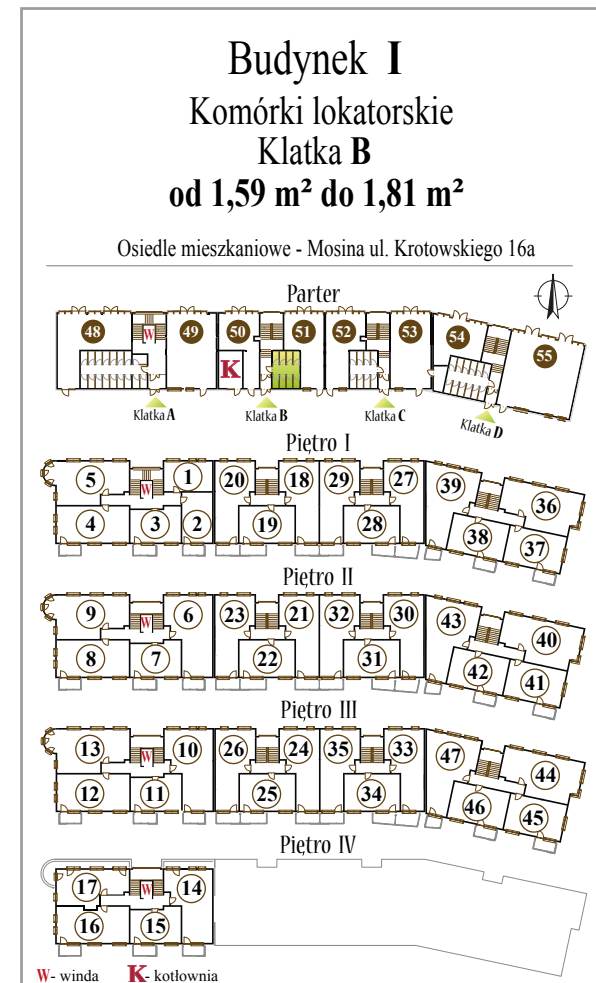 Budynek I
Komórki lokatorskie
Klatka B
od 1,59 m² do 1,81 m²
Osiedle mieszkaniowe - Mosina ul. Krotowskiego 16a
Parter
48 W 49 50 51 52 53 54 55
K
Klatka A Klatka B Klatka C Klatka D
Piętro I
5 W 1 20 18 29 27 39 36
4 3 2 19 28 38 37
Piętro II
9 W 6 23 21 32 30 43 40
8 7 22 31 42 41
Piętro III
13 W 10 26 24 35 33 47 44
12 11 25 34 46 45
Piętro IV
17 W 14
16 15
W- winda K- kotłownia